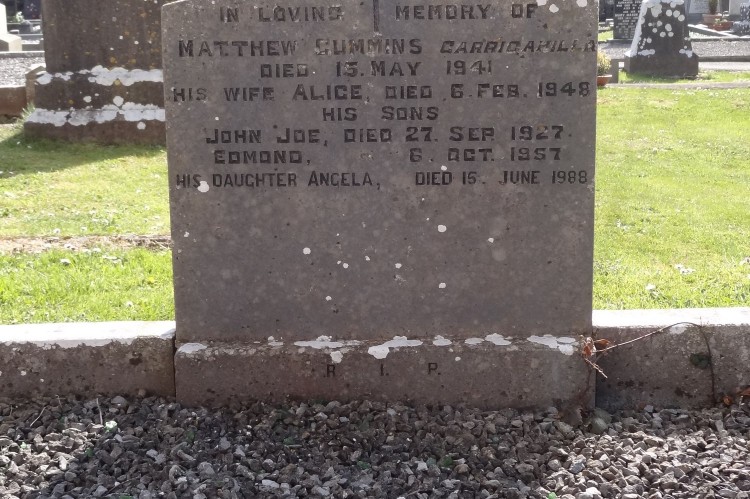 IN LOVING MEMORY OF
MATTHEW CUMMINS CARRIGAHILLA
DIED 15 MAY 1941
HIS WIFE ALICE, DIED 6 FEB. 1948
HIS SONS
JOHN JOE, DIED 27. SEP 1927.
EDMOND, 6 OCT 1957
HIS DAUGHTER ANGELA, DIED 15 JUNE 1988
R I P.